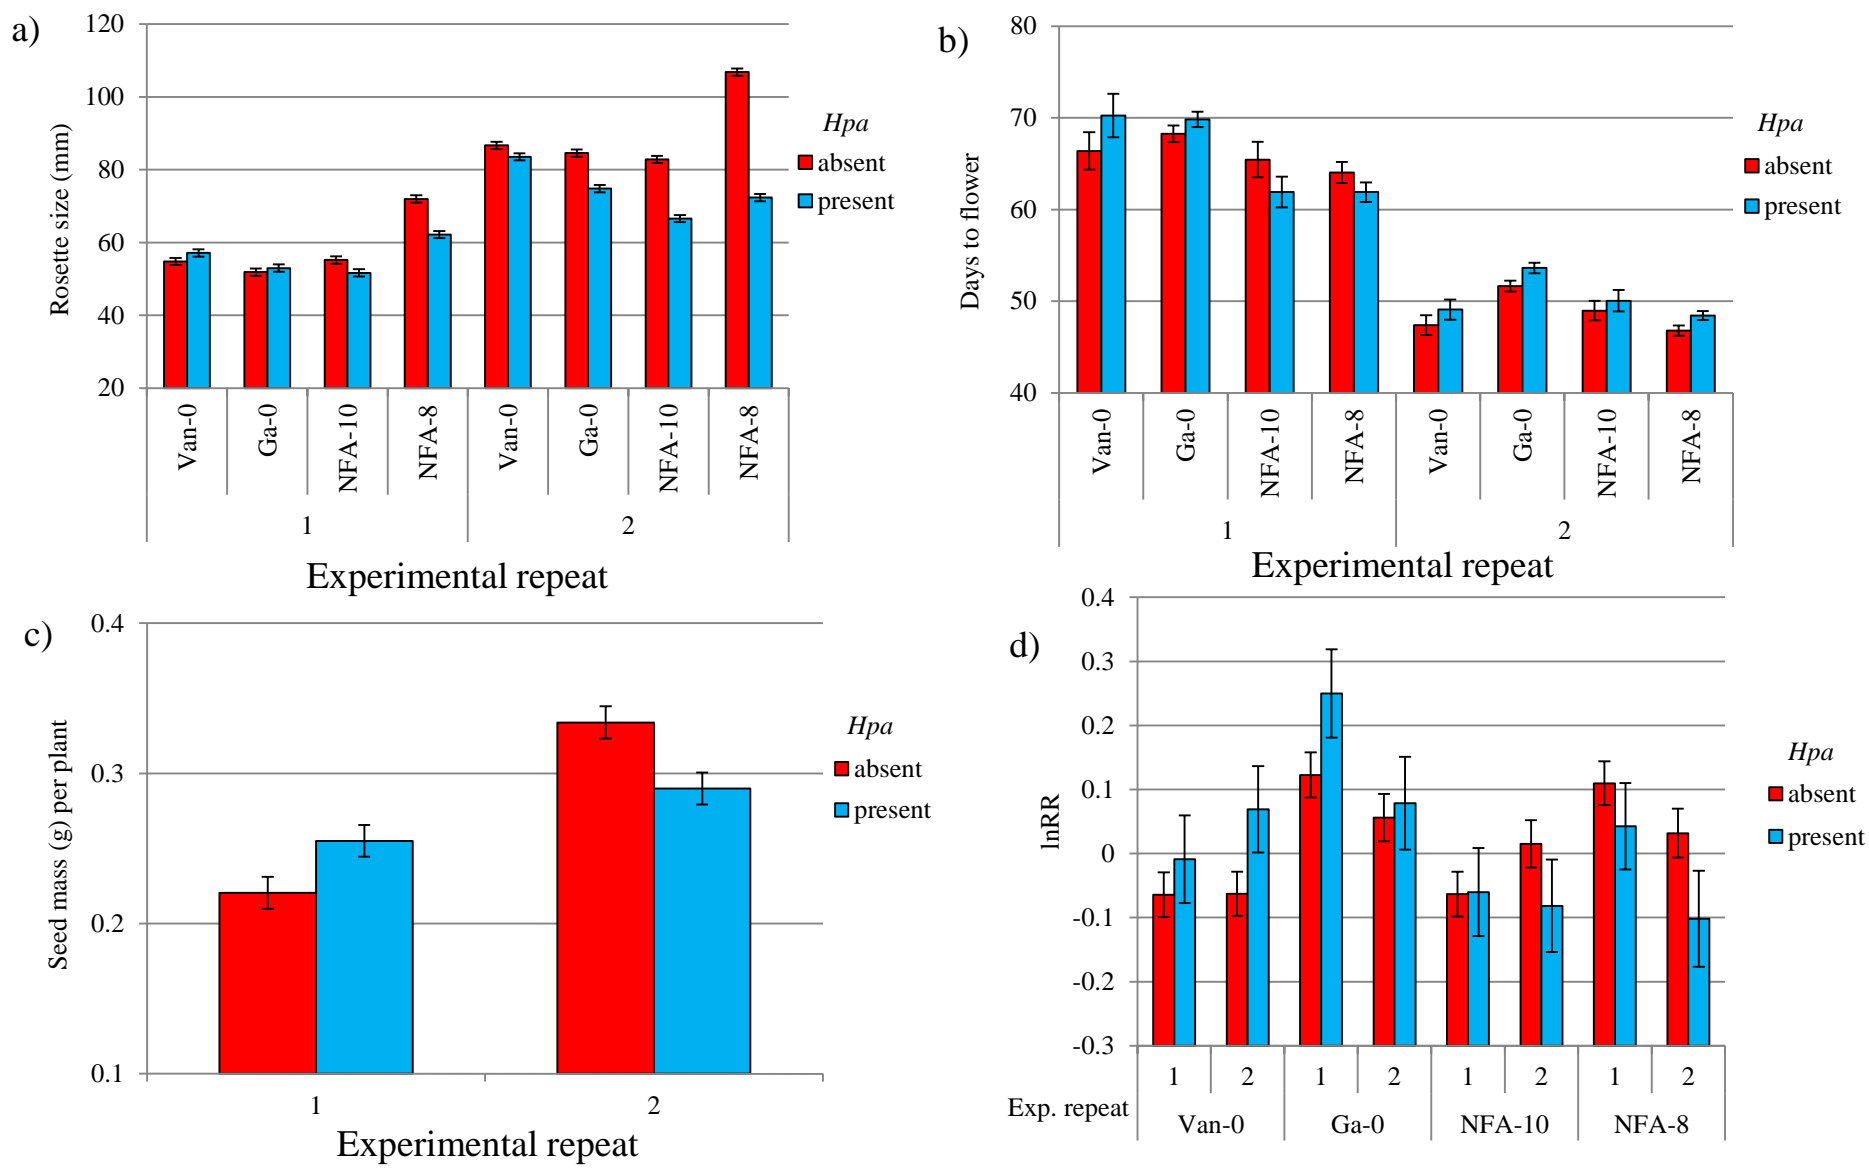 a)
120
100
80
60
40
20
Rosette size (mm)
Hpa
absent
present
Van-0
Ga-0
NFA-10
NFA-8
Van-0
Ga-0
NFA-10
NFA-8
1
2
Experimental repeat
b)
80
70
60
50
40
Days to flower
Hpa
absent
present
Van-0
Ga-0
NFA-10
NFA-8
Van-0
Ga-0
NFA-10
NFA-8
1
2
Experimental repeat
c)
0.4
0.3
0.2
0.1
Seed mass (g) per plant
Hpa
absent
present
1
2
Experimental repeat
d)
0.4
0.3
0.2
0.1
0
-0.1
-0.2
-0.3
lnRR
Hpa
absent
present
1 2 1 2 1 2 1 2
Exp. repeat
Van-0 Ga-0 NFA-10 NFA-8